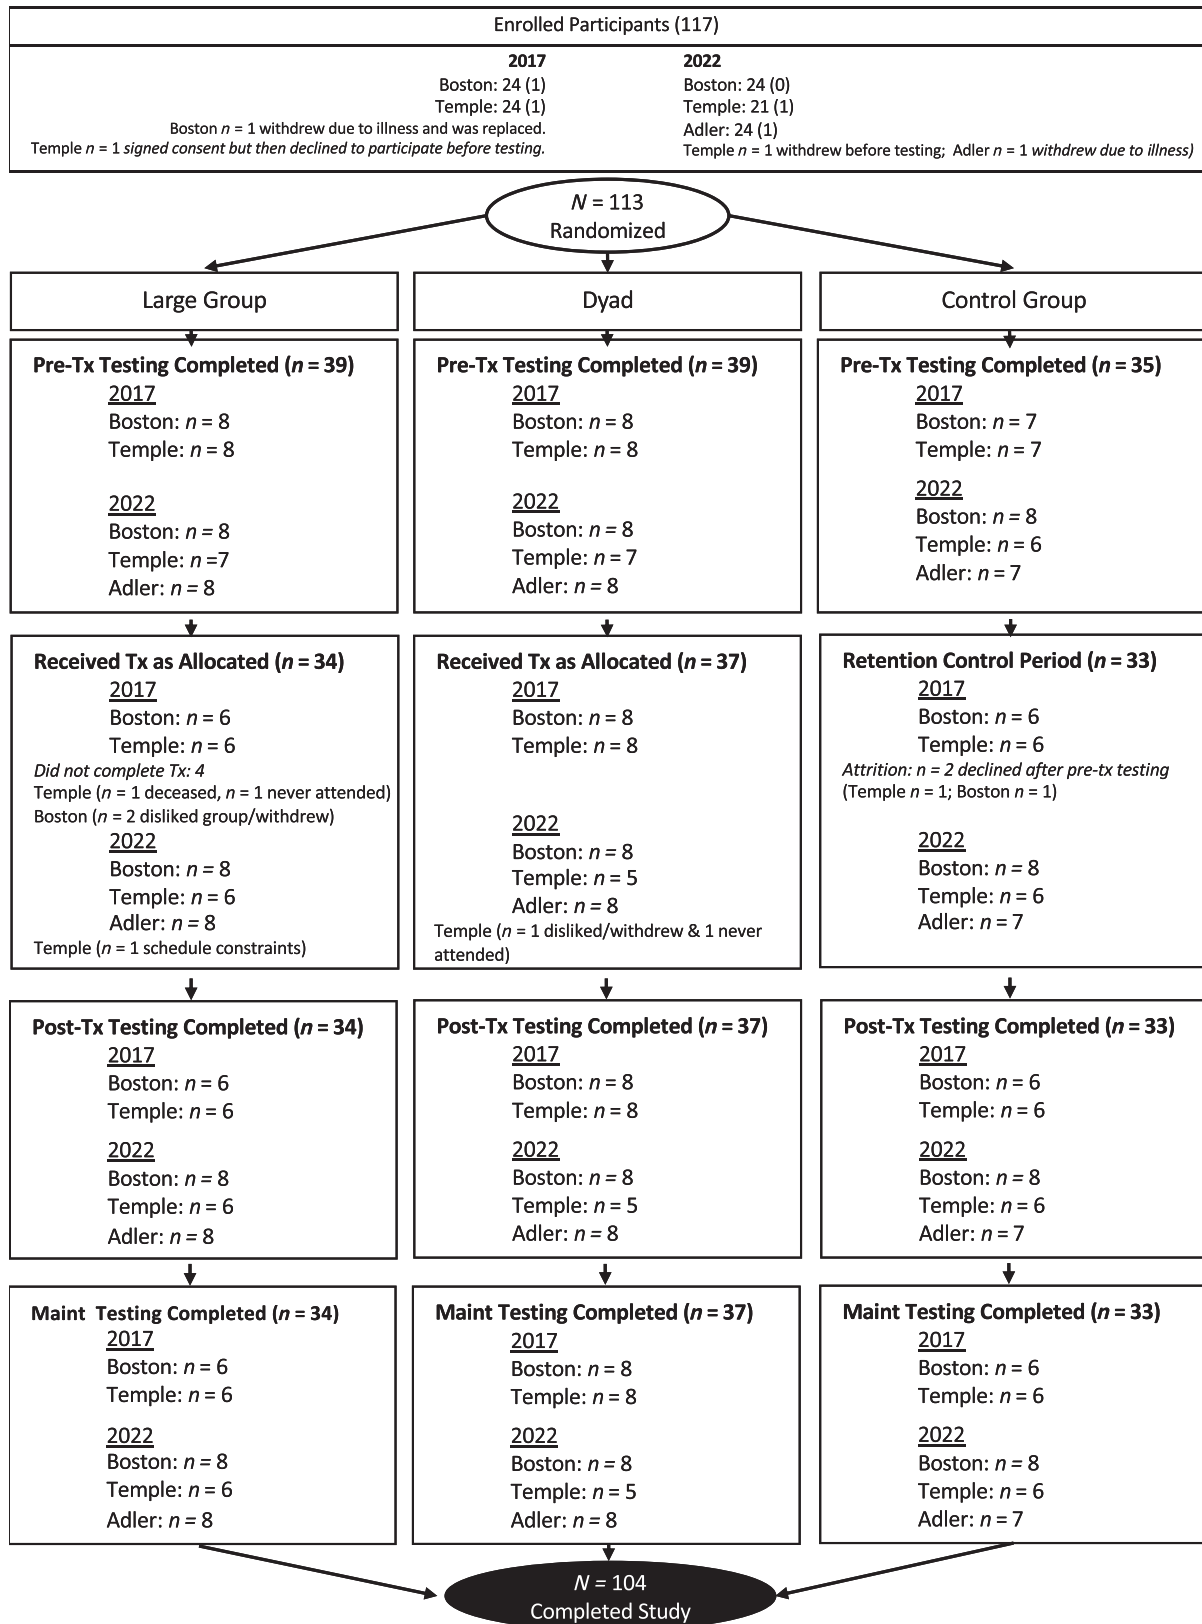 Enrolled Participants (117)
2017
Boston: 24 (1)
Temple: 24 (1)
Boston n = 1 withdrew due to illness and was replaced.
Temple n = 1 signed consent but then declined to participate before testing.
2022
Boston: 24 (0)
Temple: 21 (1)
Adler: 24 (1)
Temple n = 1 withdrew before testing; Adler n = 1 withdrew due to illness)
N = 113
Randomized
Large Group
Dyad
Control Group
Pre-Tx Testing Completed (n = 39)
2017
Boston: n = 8
Temple: n = 8
2022
Boston: n = 8
Temple: n =7
Adler: n = 8
Pre-Tx Testing Completed (n = 39)
2017
Boston: n = 8
Temple: n = 8
2022
Boston: n = 8
Temple: n = 7
Adler: n = 8
Pre-Tx Testing Completed (n = 35)
2017
Boston: n = 7
Temple: n = 7
2022
Boston: n = 8
Temple: n = 6
Adler: n = 7
Received Tx as Allocated (n = 34)
2017
Boston: n = 6
Temple: n = 6
Did not complete Tx: 4
Temple (n = 1 deceased, n = 1 never attended)
Boston (n = 2 disliked group/withdrew)
2022
Boston: n = 8
Temple: n = 6
Adler: n = 8
Temple (n = 1 schedule constraints)
Received Tx as Allocated (n = 37)
2017
Boston: n = 8
Temple: n = 8
2022
Boston: n = 8
Temple: n = 5
Adler: n = 8
Temple (n = 1 disliked/withdrew & 1 never
attended)
Retention Control Period (n = 33)
2017
Boston: n = 6
Temple: n = 6
Attrition: n = 2 declined after pre-tx testing
(Temple n = 1; Boston n = 1)
2022
Boston: n = 8
Temple: n = 6
Adler: n = 7
Post-Tx Testing Completed (n = 34)
2017
Boston: n = 6
Temple: n = 6
2022
Boston: n = 8
Temple: n = 6
Adler: n = 8
Post-Tx Testing Completed (n = 37)
2017
Boston: n = 8
Temple: n = 8
2022
Boston: n = 8
Temple: n = 5
Adler: n = 8
Post-Tx Testing Completed (n = 33)
2017
Boston: n = 6
Temple: n = 6
2022
Boston: n = 8
Temple: n = 6
Adler: n = 7
Maint Testing Completed (n = 34)
2017
Boston: n = 6
Temple: n = 6
2022
Boston: n = 8
Temple: n = 6
Adler: n = 8
Maint Testing Completed (n = 37)
2017
Boston: n = 8
Temple: n = 8
2022
Boston: n = 8
Temple: n = 5
Adler: n = 8
Maint Testing Completed (n = 33)
2017
Boston: n = 6
Temple: n = 6
2022
Boston: n = 8
Temple: n = 6
Adler: n = 7
N = 104
Completed Study